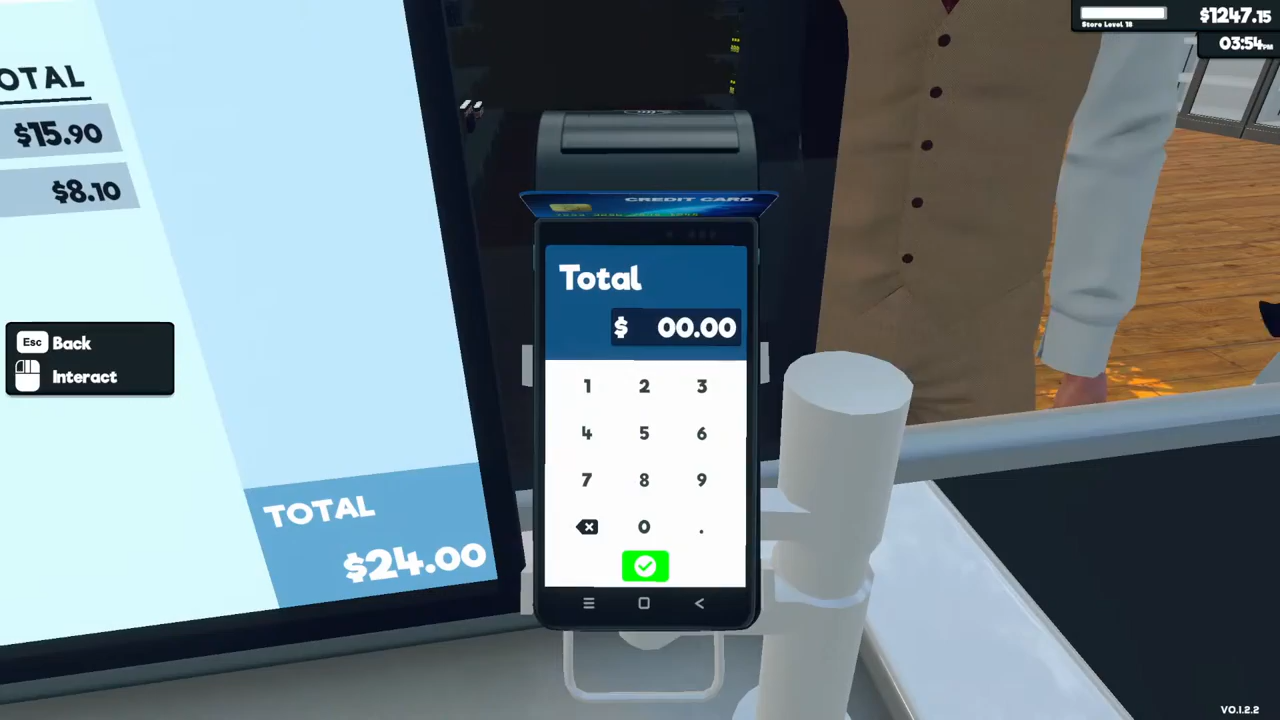 $1247.15
Store Level 18
03:54PM
OTAL
$15.90
$8.10
CREDIT CARD
Total
$ 00.00
Esc Back
Interact
1 2 3
4 5 6
7 8 9
0 .
TOTAL
$24.00
V0.1.2.2